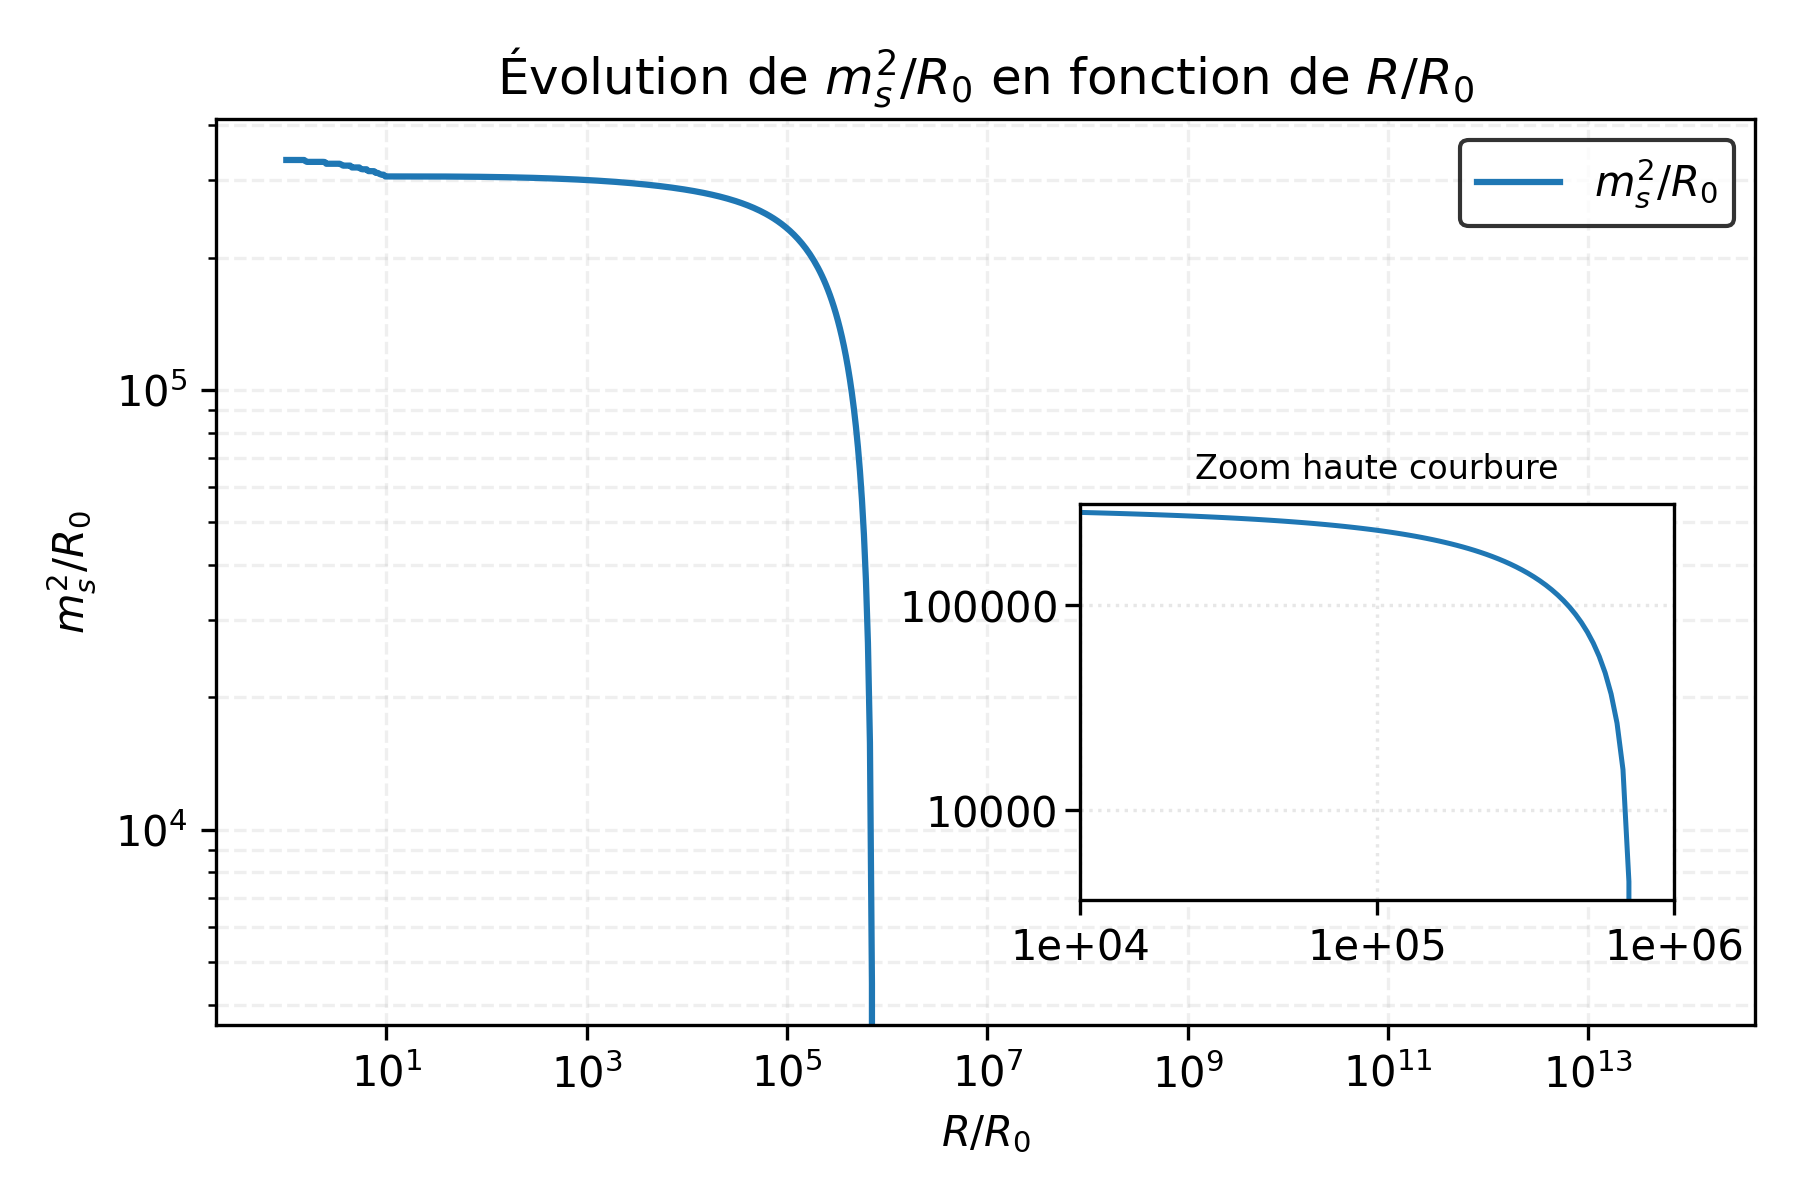 Évolution de $m_s^2/R_0$ en fonction de $R/R_0$
$m_s^2/R_0$
$m_s^2/R_0$
10^5
10^4
Zoom haute courbure
100000
10000
1e+04 1e+05 1e+06
10^1 10^3 10^5 10^7 10^9 10^11 10^13
$R/R_0$